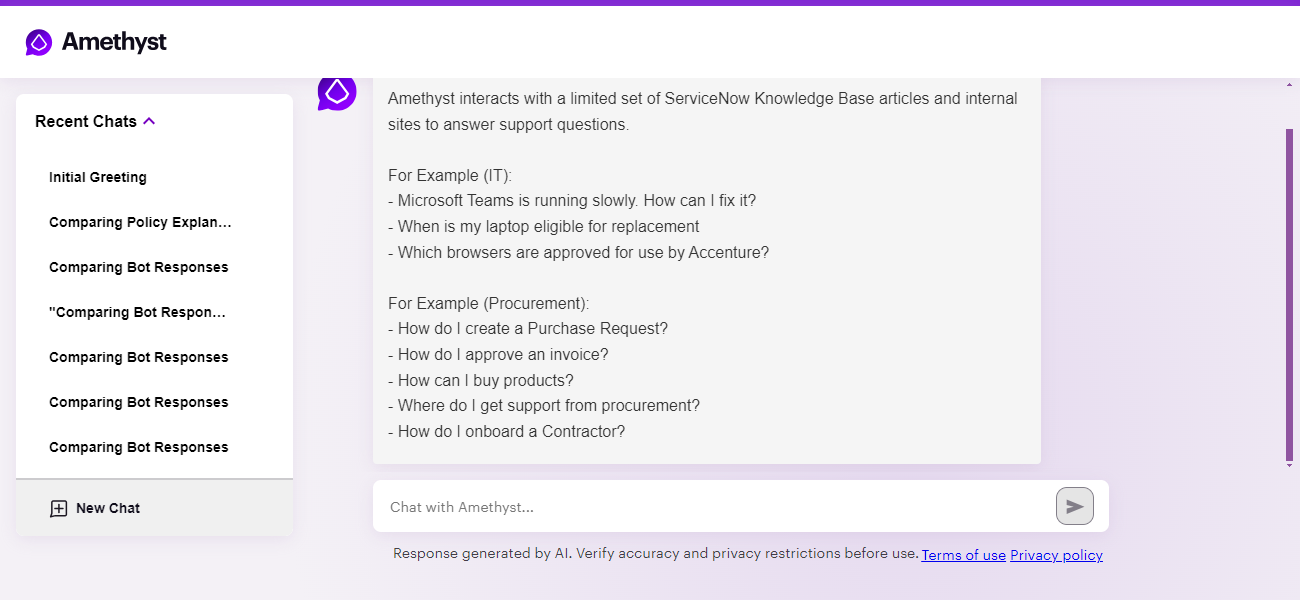 Amethyst
Recent Chats
Initial Greeting
Comparing Policy Explan...
Comparing Bot Responses
"Comparing Bot Respon...
Comparing Bot Responses
Comparing Bot Responses
Comparing Bot Responses
New Chat
Amethyst interacts with a limited set of ServiceNow Knowledge Base articles and internal
sites to answer support questions.
For Example (IT):
- Microsoft Teams is running slowly. How can I fix it?
- When is my laptop eligible for replacement
- Which browsers are approved for use by Accenture?
For Example (Procurement):
- How do I create a Purchase Request?
- How do I approve an invoice?
- How can I buy products?
- Where do I get support from procurement?
- How do I onboard a Contractor?
Chat with Amethyst...
Response generated by AI. Verify accuracy and privacy restrictions before use. Terms of use Privacy policy